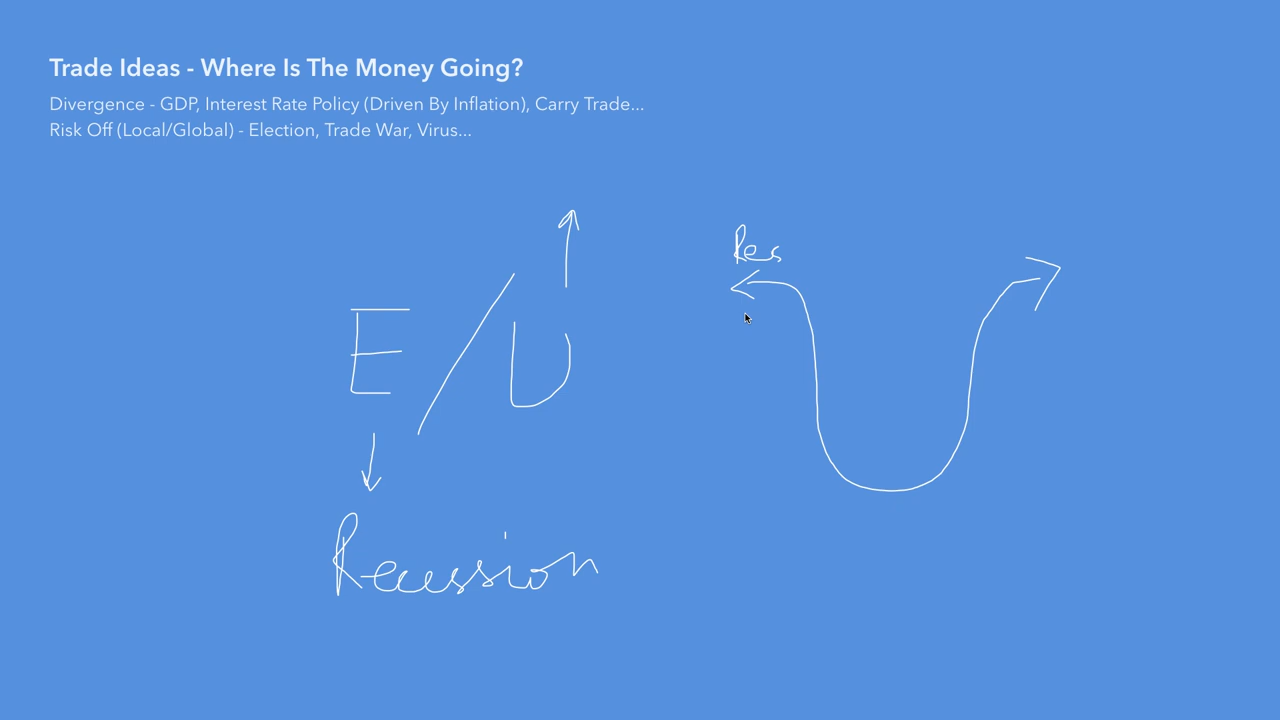 Trade Ideas - Where Is The Money Going?
Divergence - GDP, Interest Rate Policy (Driven By Inflation), Carry Trade...
Risk Off (Local/Global) - Election, Trade War, Virus...
Res
E/U
Recession